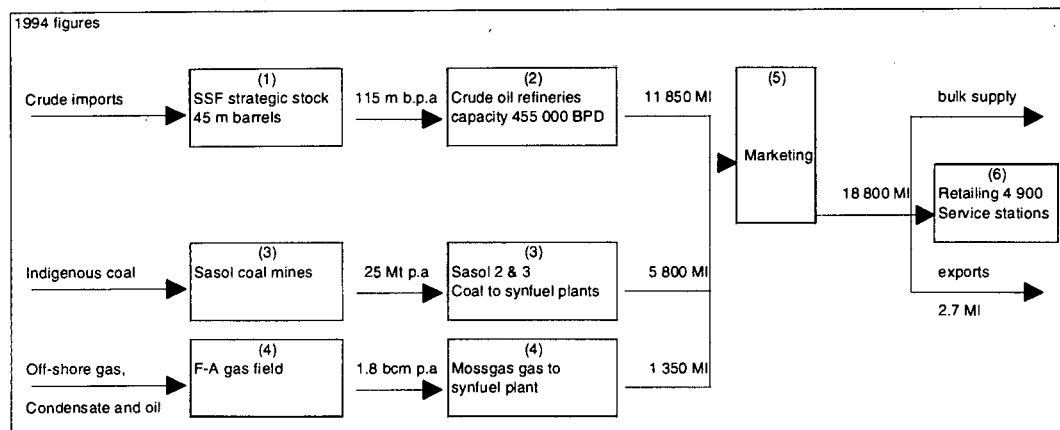 1994 figures
Crude imports
(1)
SSF strategic stock
45 m barrels
115 m b.p.a
(2)
Crude oil refineries
capacity 455 000 BPD
11 850 Ml
(5)
Marketing
18 800 Ml
bulk supply
(6)
Retailing 4 900
Service stations
exports
2.7 Ml
Indigenous coal
(3)
Sasol coal mines
25 Mt p.a
(3)
Sasol 2 & 3
Coal to synfuel plants
5 800 Ml
Off-shore gas,
Condensate and oil
(4)
F-A gas field
1.8 bcm p.a
(4)
Mossgas gas to
synfuel plant
1 350 Ml